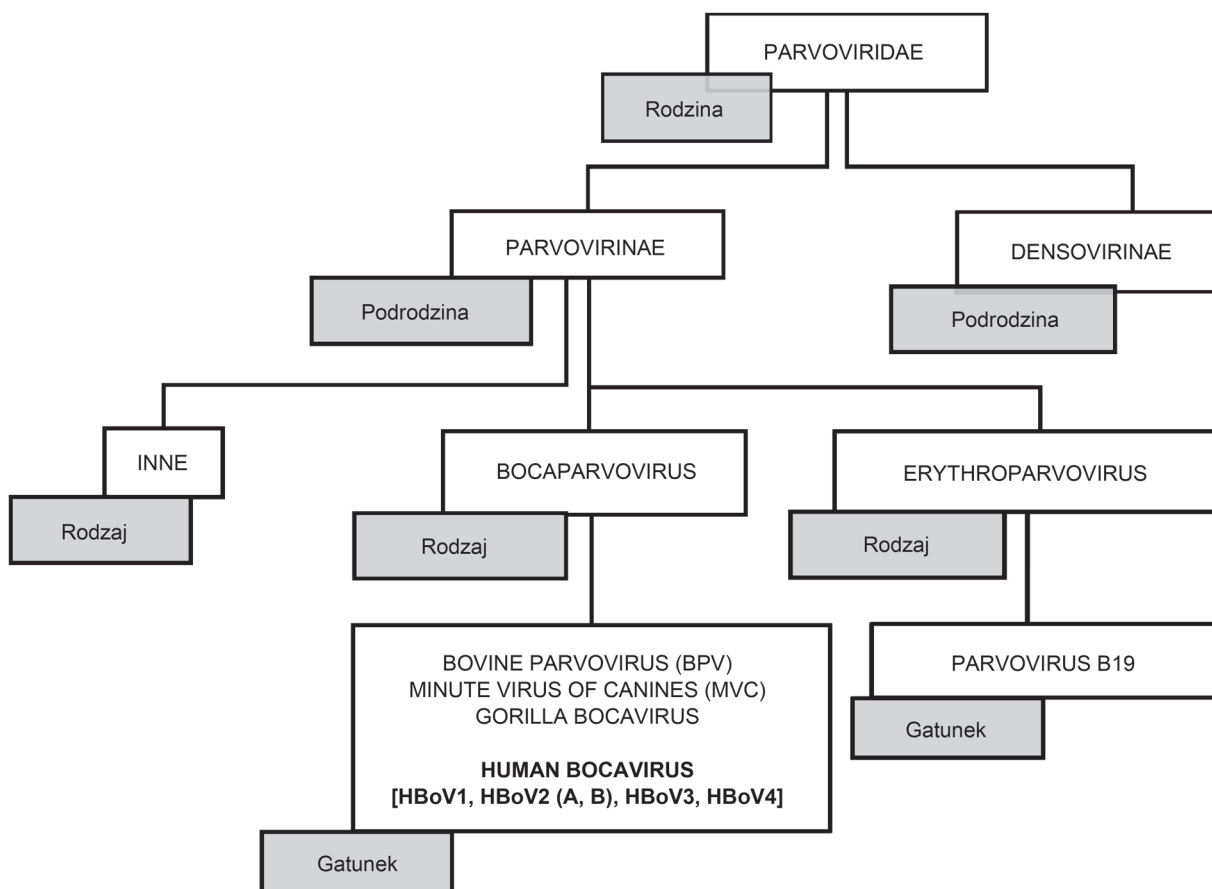 PARVOVIRIDAE
Rodzina
PARVOVIRINAE
Podrodzina
DENSOVIRINAE
Podrodzina
INNE
Rodzaj
BOCAPARVOVIRUS
Rodzaj
ERYTHROPARVOVIRUS
Rodzaj
BOVINE PARVOVIRUS (BPV)
MINUTE VIRUS OF CANINES (MVC)
GORILLA BOCAVIRUS
HUMAN BOCAVIRUS
[HBoV1, HBoV2 (A, B), HBoV3, HBoV4]
Gatunek
PARVOVIRUS B19
Gatunek